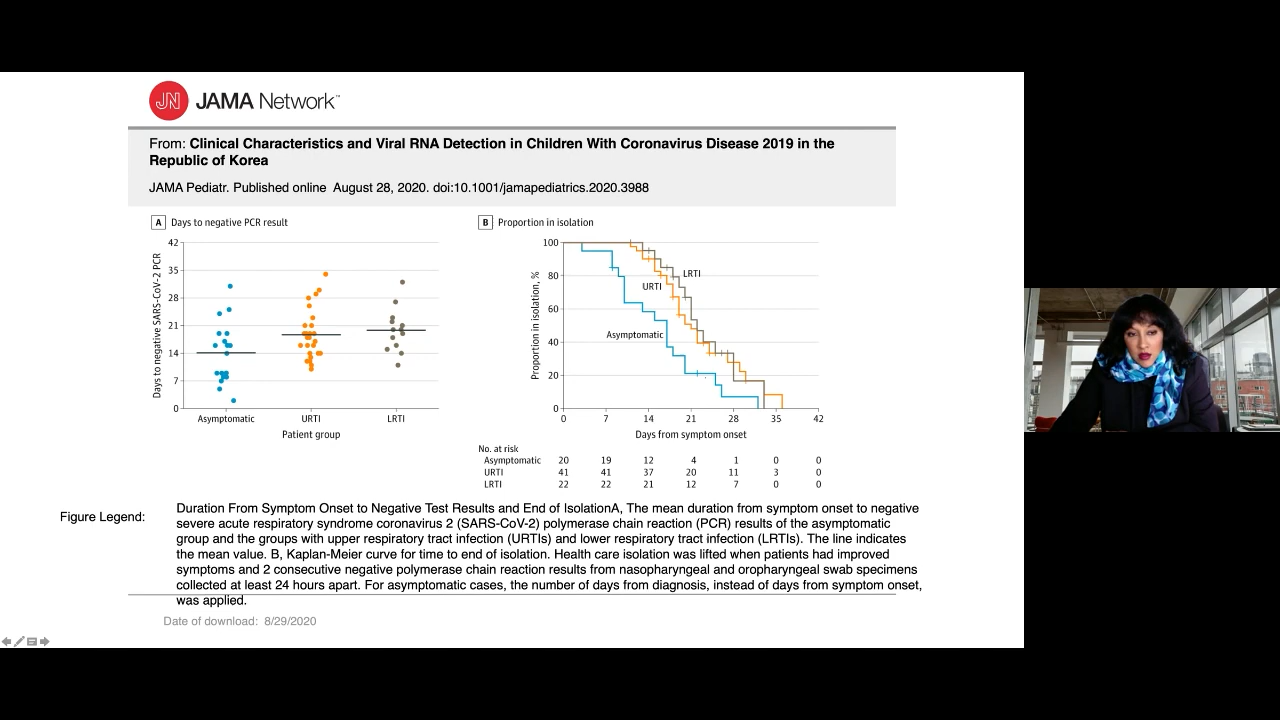 JN JAMA Network™
From: Clinical Characteristics and Viral RNA Detection in Children With Coronavirus Disease 2019 in the
Republic of Korea
JAMA Pediatr. Published online August 28, 2020. doi:10.1001/jamapediatrics.2020.3988
A Days to negative PCR result
Days to negative SARS-CoV-2 PCR
42
35
28
21
14
7
0
Asymptomatic URTI LRTI
Patient group
B Proportion in isolation
Proportion in isolation, %
100
80
60
40
20
0
LRTI
URTI
Asymptomatic
0 7 14 21 28 35 42
Days from symptom onset
No. at risk
Asymptomatic 20 19 12 4 1 0 0
URTI 41 41 37 20 11 3 0
LRTI 22 22 21 12 7 0 0
Figure Legend:
Duration From Symptom Onset to Negative Test Results and End of IsolationA, The mean duration from symptom onset to negative
severe acute respiratory syndrome coronavirus 2 (SARS-CoV-2) polymerase chain reaction (PCR) results of the asymptomatic
group and the groups with upper respiratory tract infection (URTIs) and lower respiratory tract infection (LRTIs). The line indicates
the mean value. B, Kaplan-Meier curve for time to end of isolation. Health care isolation was lifted when patients had improved
symptoms and 2 consecutive negative polymerase chain reaction results from nasopharyngeal and oropharyngeal swab specimens
collected at least 24 hours apart. For asymptomatic cases, the number of days from diagnosis, instead of days from symptom onset,
was applied.
Date of download: 8/29/2020